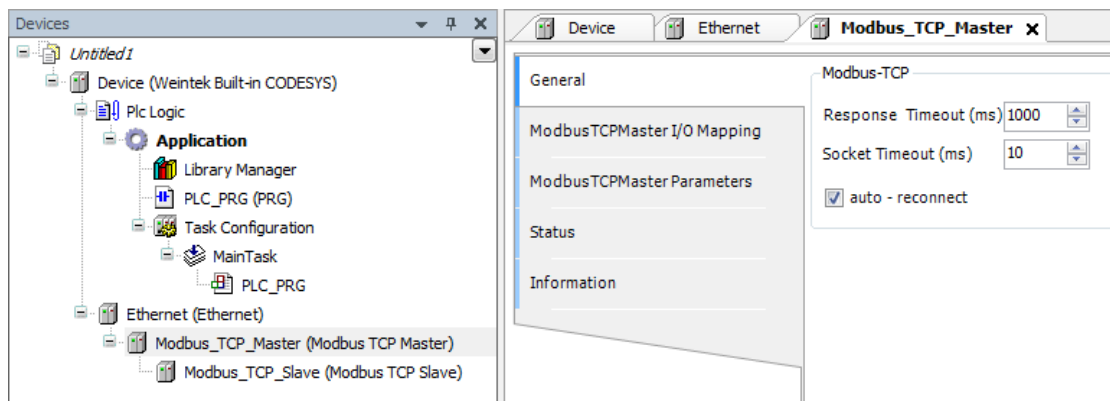 Devices
Untitled1
Device (Weintek Built-in CODESYS)
Plc Logic
Application
Library Manager
PLC_PRG (PRG)
Task Configuration
MainTask
PLC_PRG
Ethernet (Ethernet)
Modbus_TCP_Master (Modbus TCP Master)
Modbus_TCP_Slave (Modbus TCP Slave)
Device
Ethernet
Modbus_TCP_Master
General
ModbusTCPMaster I/O Mapping
ModbusTCPMaster Parameters
Status
Information
Modbus-TCP
Response Timeout (ms) 1000
Socket Timeout (ms) 10
auto - reconnect